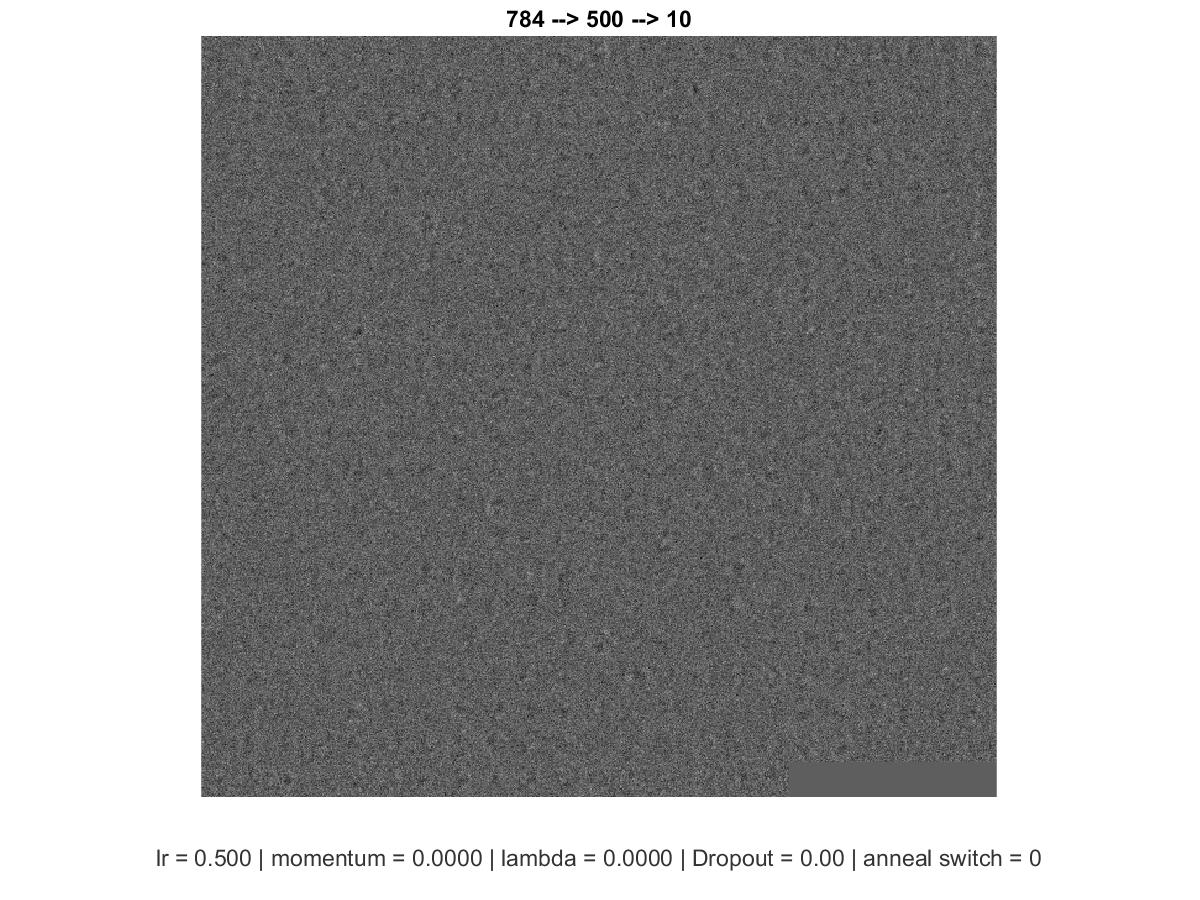 784 --> 500 --> 10
lr = 0.500 | momentum = 0.0000 | lambda = 0.0000 | Dropout = 0.00 | anneal switch = 0